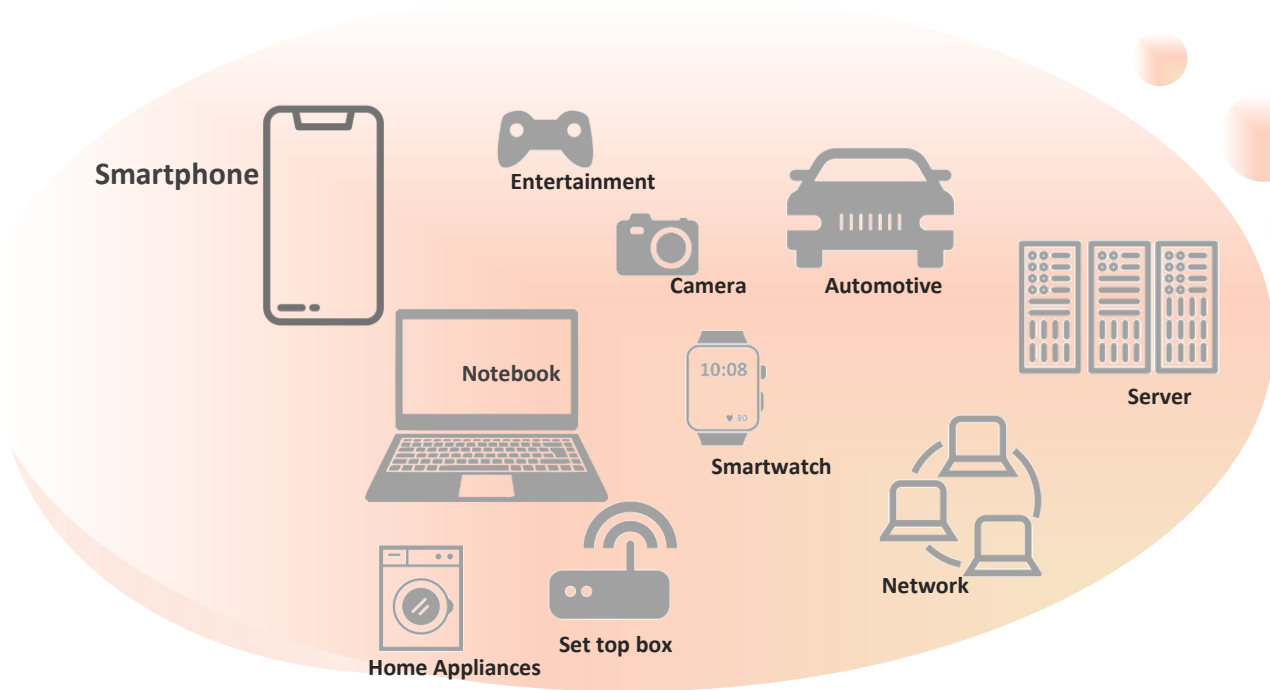 Smartphone
Entertainment
Camera
Automotive
Notebook
10:08
♥ 90
Server
Smartwatch
Network
Set top box
Home Appliances